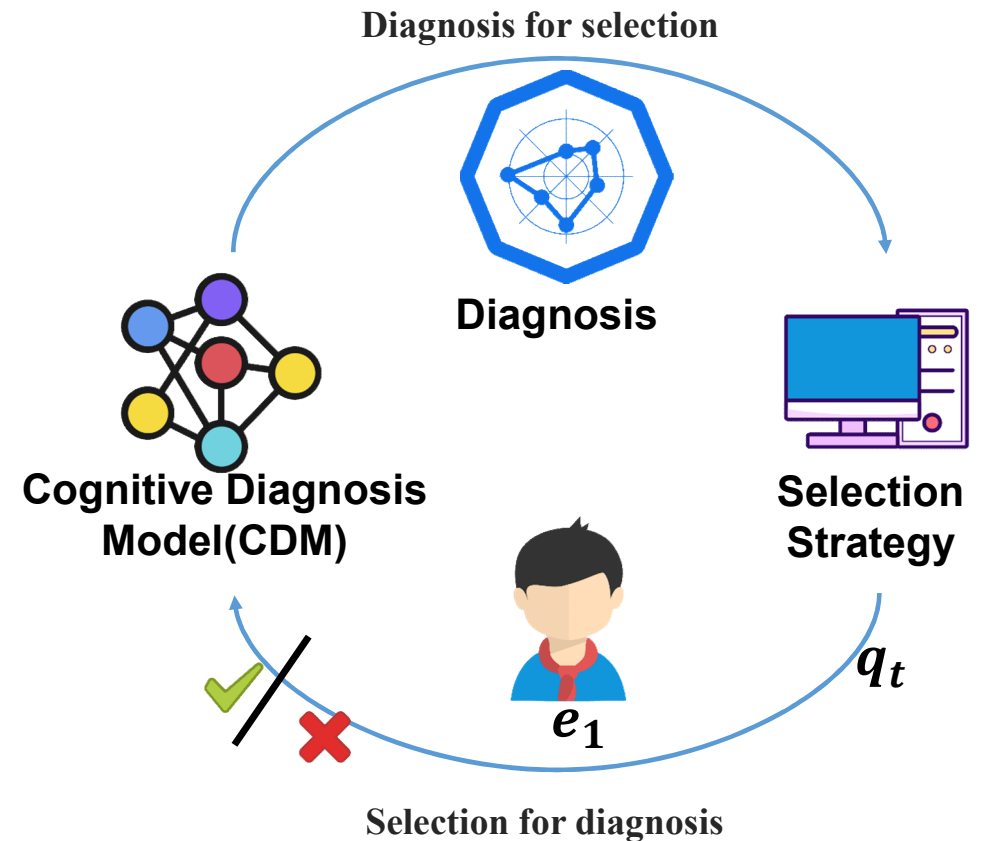 Diagnosis for selection
Diagnosis
Cognitive Diagnosis
Model(CDM)
Selection
Strategy
q_t
e_1
Selection for diagnosis